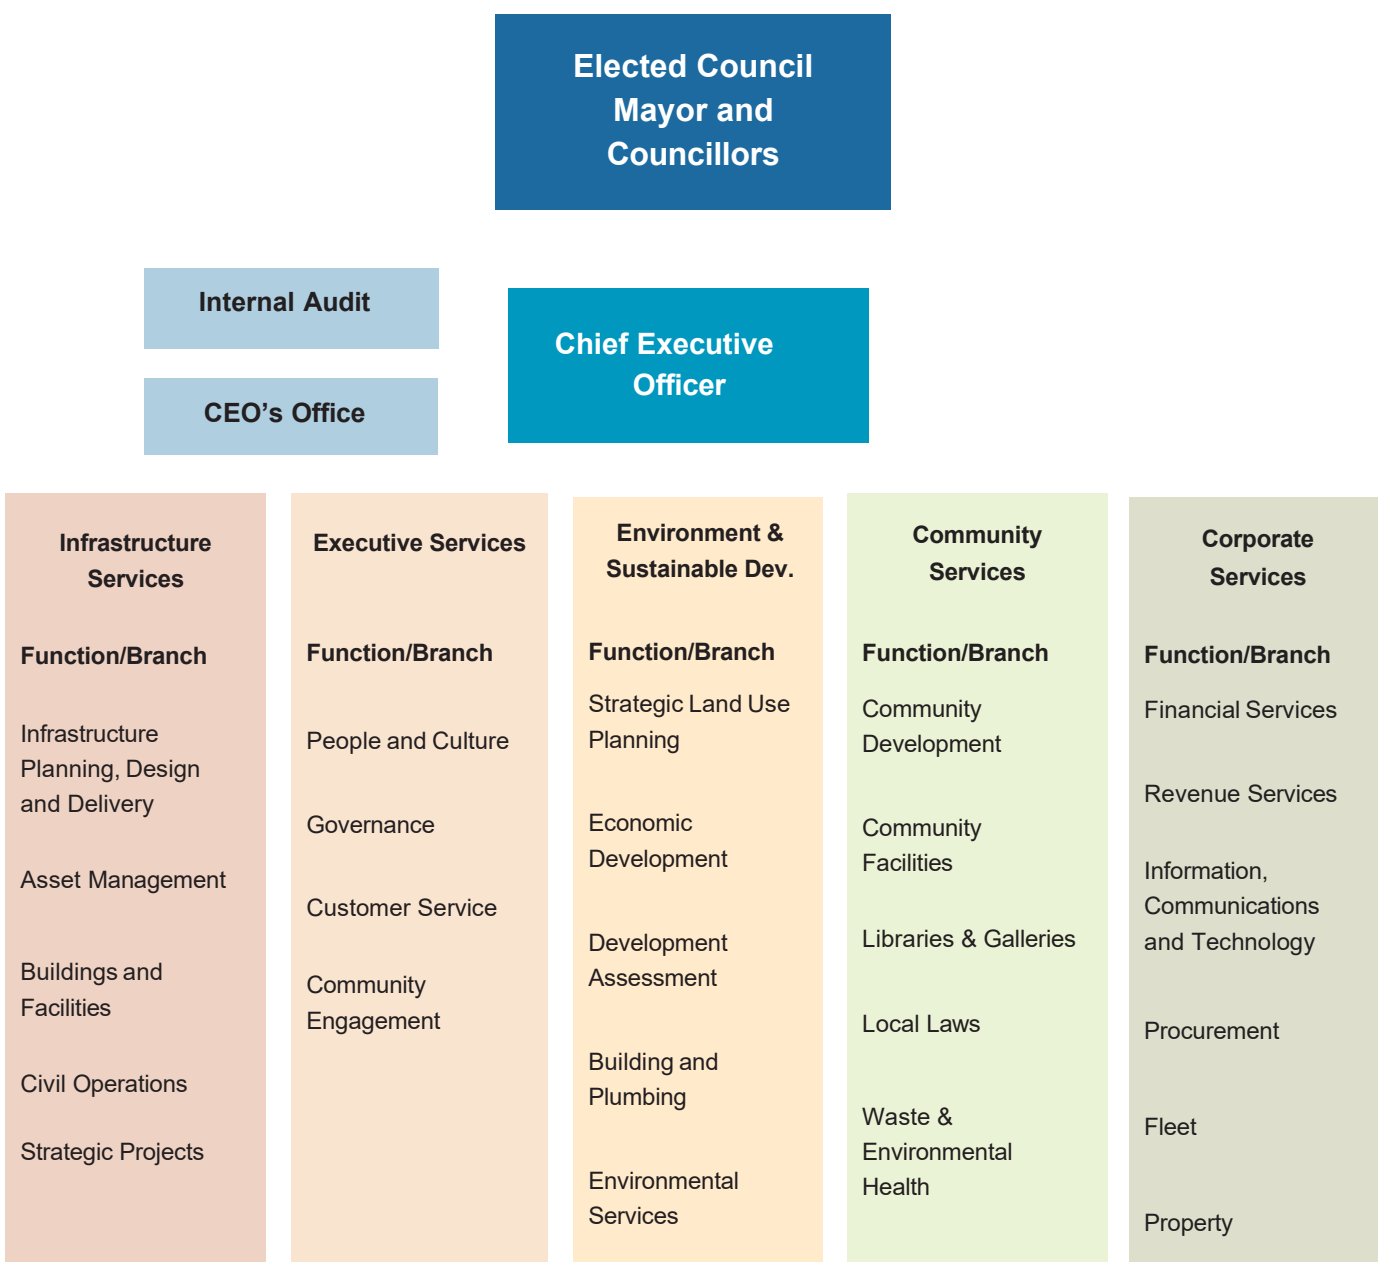 Elected Council
Mayor and
Councillors
Internal Audit
Chief Executive
Officer
CEO’s Office
Infrastructure
Services
Function/Branch
Infrastructure
Planning, Design
and Delivery
Asset Management
Buildings and
Facilities
Civil Operations
Strategic Projects
Executive Services
Function/Branch
People and Culture
Governance
Customer Service
Community
Engagement
Environment &
Sustainable Dev.
Function/Branch
Strategic Land Use
Planning
Economic
Development
Development
Assessment
Building and
Plumbing
Environmental
Services
Community
Services
Function/Branch
Community
Development
Community
Facilities
Libraries & Galleries
Local Laws
Waste &
Environmental
Health
Corporate
Services
Function/Branch
Financial Services
Revenue Services
Information,
Communications
and Technology
Procurement
Fleet
Property